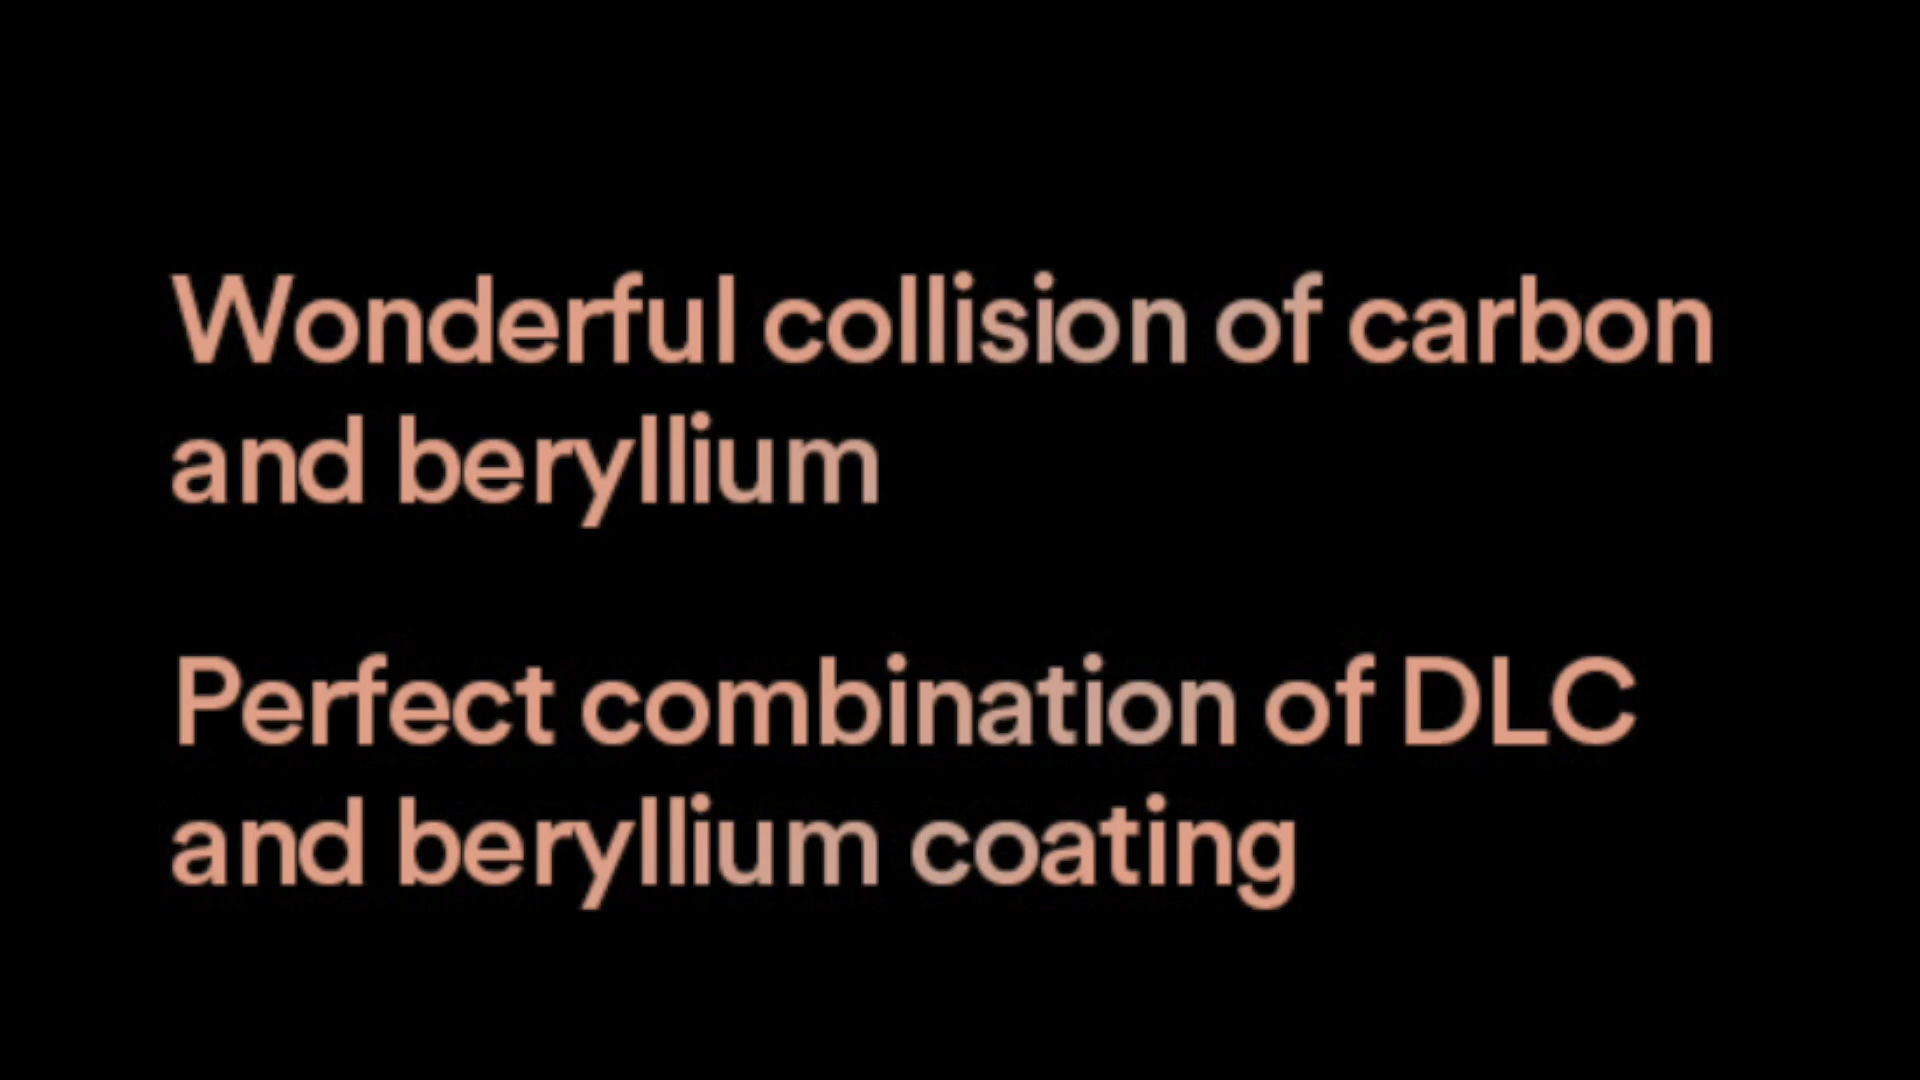 Wonderful collision of carbon
and beryllium
Perfect combination of DLC
and beryllium coating